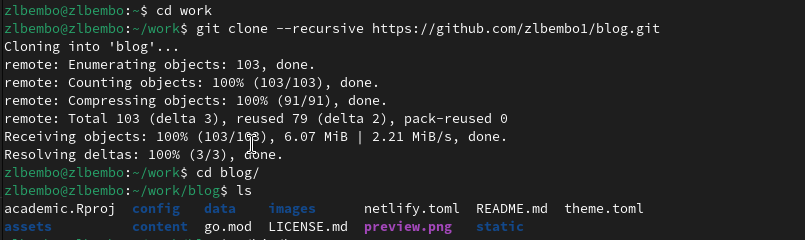 zlbembo@zlbembo:~$ cd work
zlbembo@zlbembo:~/work$ git clone --recursive https://github.com/zlbembo1/blog.git
Cloning into 'blog'...
remote: Enumerating objects: 103, done.
remote: Counting objects: 100% (103/103), done.
remote: Compressing objects: 100% (91/91), done.
remote: Total 103 (delta 3), reused 79 (delta 2), pack-reused 0
Receiving objects: 100% (103/103), 6.07 MiB | 2.21 MiB/s, done.
Resolving deltas: 100% (3/3), done.
zlbembo@zlbembo:~/work$ cd blog/
zlbembo@zlbembo:~/work/blog$ ls
academic.Rproj config data images netlify.toml README.md theme.toml
assets content go.mod LICENSE.md preview.png static